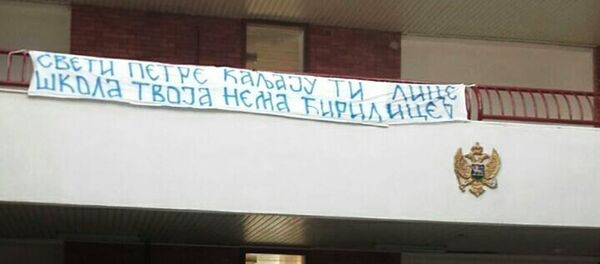 СВЕТИ ПЕТРЕ КАЉАЈУ ТИ ЛИЦЕ
ШКОЛА ТВОЈА НЕМА ЋИРИЛИЦЕ?